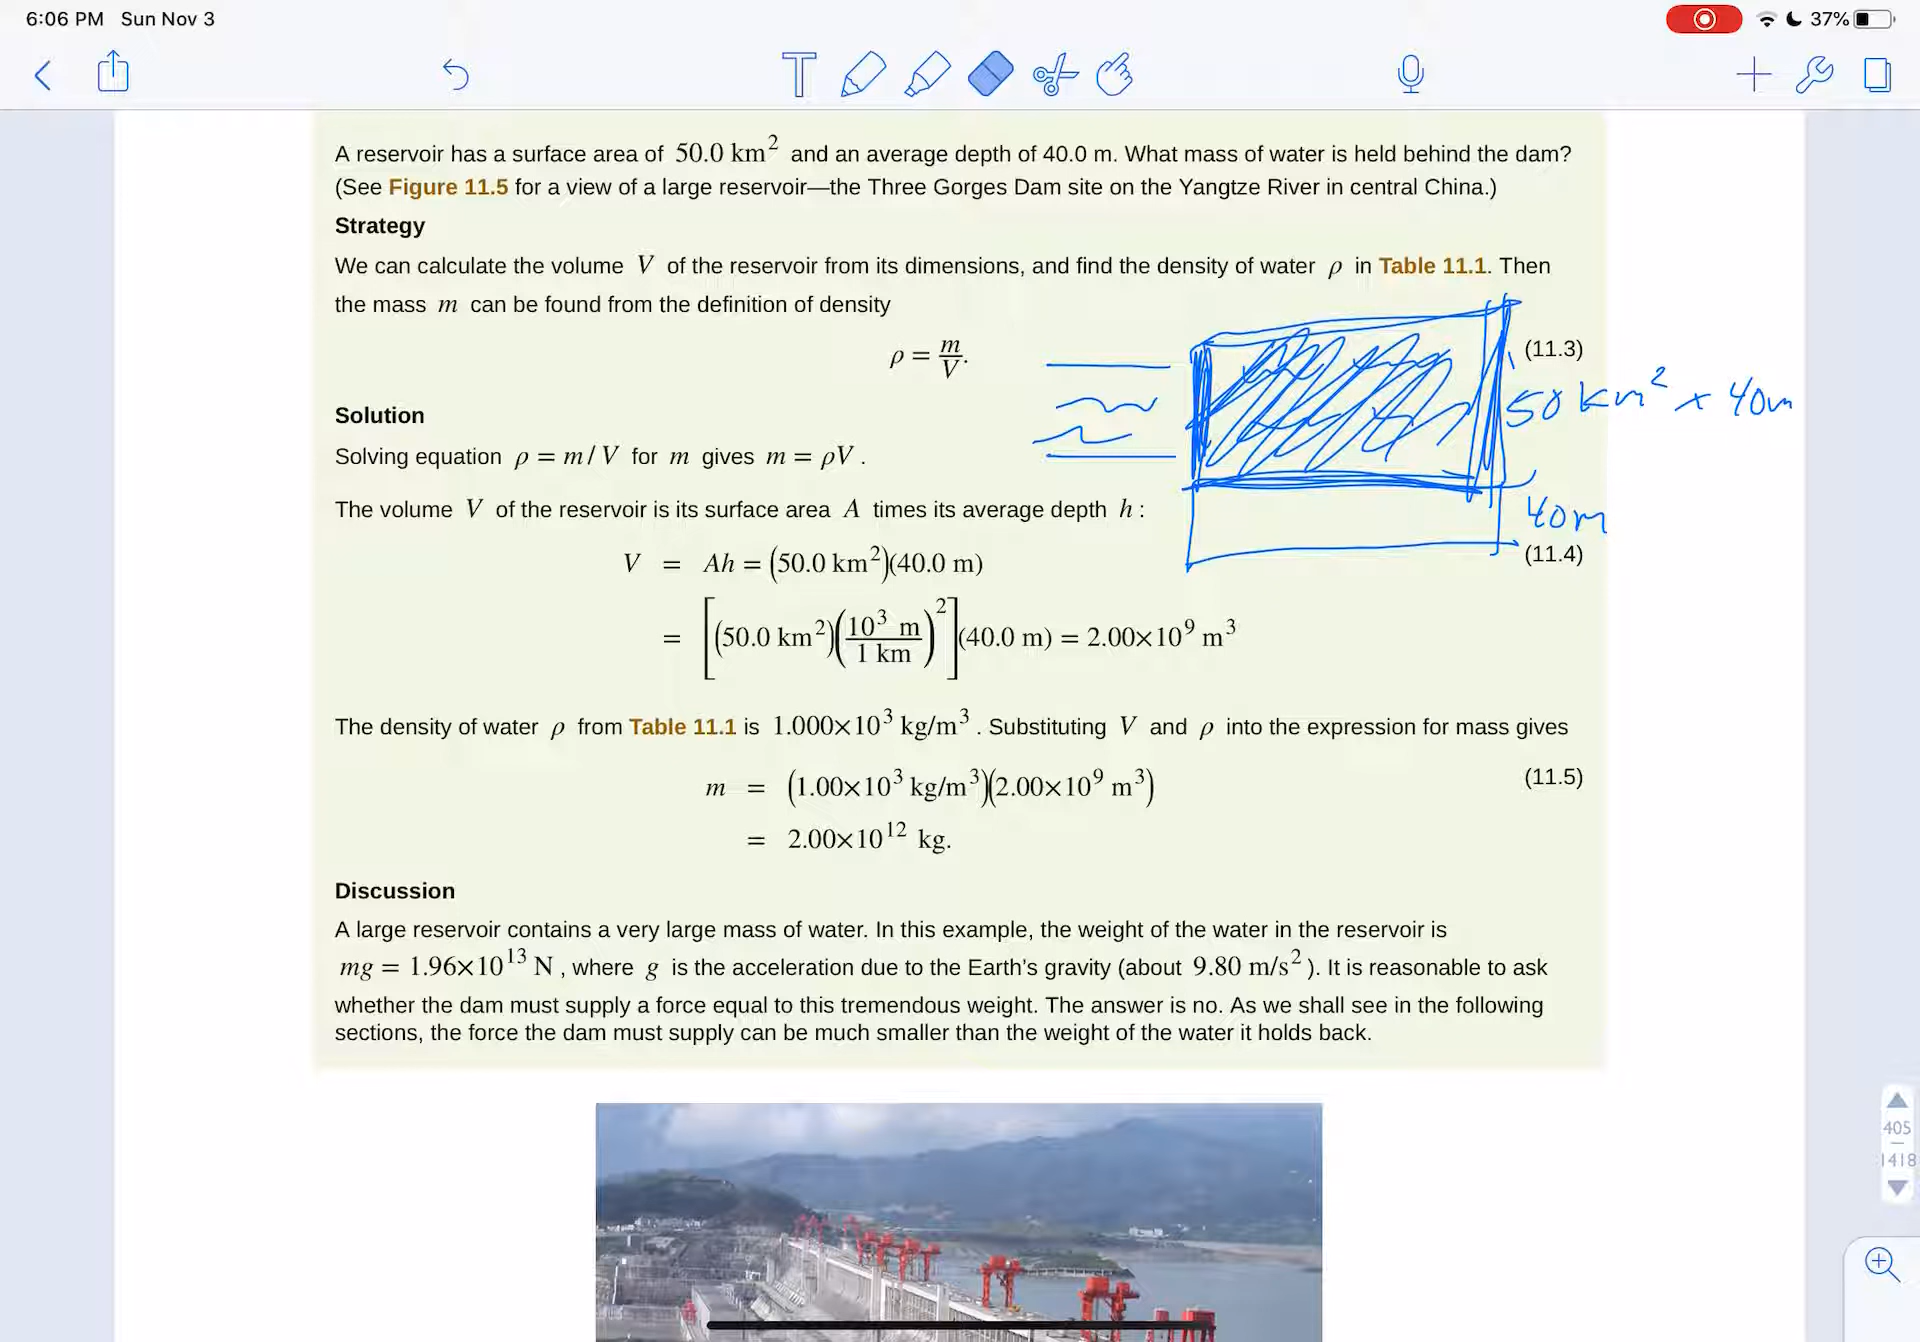 6:06 PM Sun Nov 3
37%
A reservoir has a surface area of 50.0 km² and an average depth of 40.0 m. What mass of water is held behind the dam?
(See Figure 11.5 for a view of a large reservoir—the Three Gorges Dam site on the Yangtze River in central China.)
Strategy
We can calculate the volume V of the reservoir from its dimensions, and find the density of water ρ in Table 11.1. Then
the mass m can be found from the definition of density
ρ = m/V. (11.3)
50 km² × 40m
Solution
Solving equation ρ = m/V for m gives m = ρV.
The volume V of the reservoir is its surface area A times its average depth h:
40m
V = Ah = (50.0 km²)(40.0 m) (11.4)
= [(50.0 km²)(10³ m / 1 km)²](40.0 m) = 2.00×10⁹ m³
The density of water ρ from Table 11.1 is 1.000×10³ kg/m³. Substituting V and ρ into the expression for mass gives
m = (1.00×10³ kg/m³)(2.00×10⁹ m³) (11.5)
= 2.00×10¹² kg.
Discussion
A large reservoir contains a very large mass of water. In this example, the weight of the water in the reservoir is
mg = 1.96×10¹³ N, where g is the acceleration due to the Earth's gravity (about 9.80 m/s²). It is reasonable to ask
whether the dam must supply a force equal to this tremendous weight. The answer is no. As we shall see in the following
sections, the force the dam must supply can be much smaller than the weight of the water it holds back.
405
1418